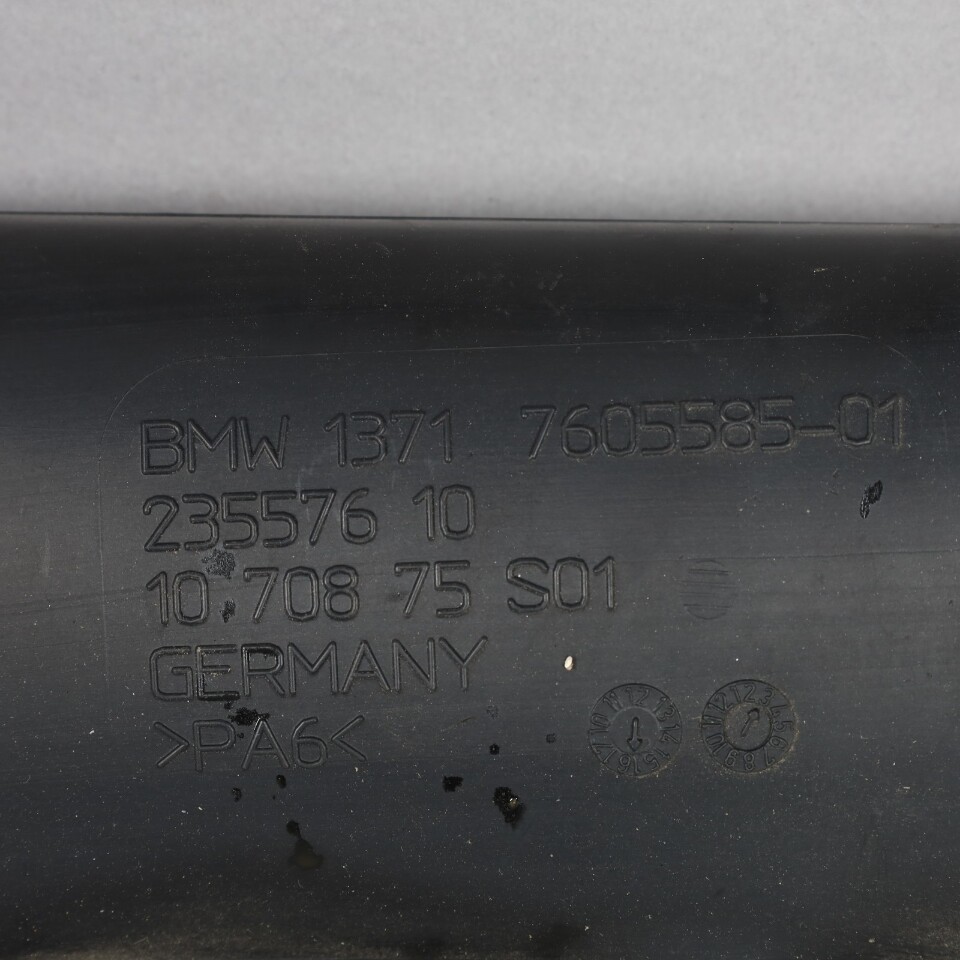 BMW 1371 7605585-01
235576 10
10 708 75 S01
GERMANY
>PA6<